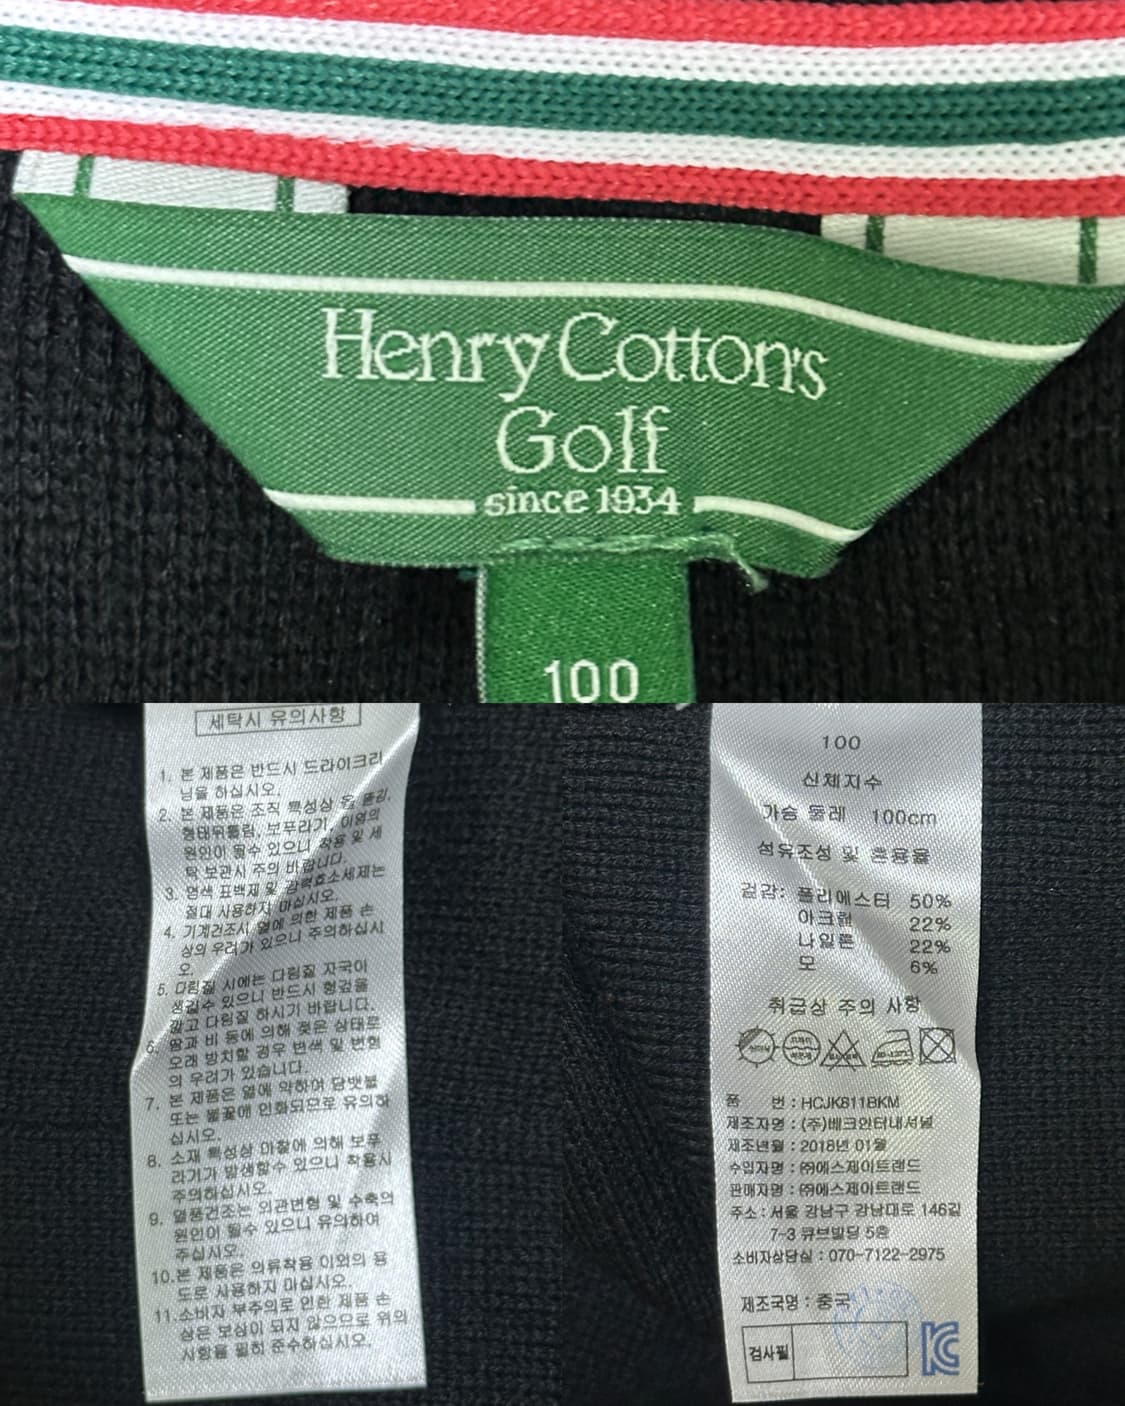 Henry Cotton's
Golf
since 1934
100
세탁시 유의사항
1. 본 제품은 반드시 드라이크리
닝을 하십시오.
2. 본 제품은 조직 특성상 올 뜯김,
형태뒤틀림, 보푸라기, 이염의
원인이 될수 있으니 착용 및 세
탁 보관시 주의 바랍니다.
3. 염색 표백제 및 강력효소세제는
절대 사용하지 마십시오.
4. 기계건조시 열에 의한 제품 손
상의 우려가 있으니 주의하십시
오.
5. 다림질 시에는 다림질 자국이
생길수 있으니 반드시 헝겊을
깔고 다림질 하시기 바랍니다.
6. 땀과 비 등에 의해 젖은 상태로
오래 방치할 경우 변색 및 변형
의 우려가 있습니다.
7. 본 제품은 열에 약하여 담뱃불
또는 불꽃에 인화되므로 유의하
십시오.
8. 소재 특성상 마찰에 의해 보푸
라기가 발생할수 있으니 착용시
주의하십시오.
9. 열풍건조는 외관변형 및 수축의
원인이 될수 있으니 유의하여
주십시오.
10.본 제품은 의류착용 이외의 용
도로 사용하지 마십시오.
11.소비자 부주의로 인한 제품 손
상은 보상이 되지 않으므로 위의
사항을 필히 준수하십시오.
100
신체지수
가슴 둘레 100cm
섬유조성 및 혼용율
겉감: 폴리에스터 50%
아크릴 22%
나일론 22%
모 6%
취급상 주의 사항
품 번 : HCJK811BKM
제조자명 : (주)베크인터내셔널
제조년월 : 2018년 01월
수입자명 : ㈜에스제이트랜드
판매자명 : ㈜에스제이트랜드
주소 : 서울 강남구 강남대로 146길
7-3 큐브빌딩 5층
소비자상담실 : 070-7122-2975
제조국명 : 중국
검사필